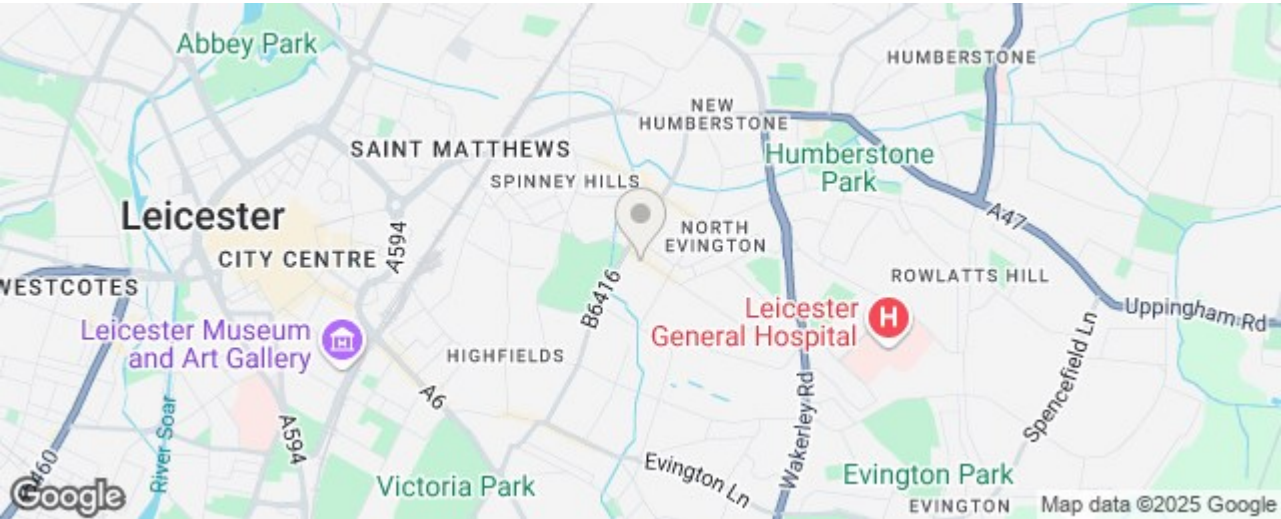 Abbey Park
HUMBERSTONE
NEW
HUMBERSTONE
SAINT MATTHEWS
Humberstone
Park
SPINNEY HILLS
Leicester
A47
NORTH
EVINGTON
A594
CITY CENTRE
ROWLATTS HILL
WESTCOTES
B6416
Uppingham Rd
Leicester
General Hospital
H
Leicester Museum
and Art Gallery
HIGHFIELDS
Spencefield Ln
A6
Wakerley Rd
River Soar
A594
A460
Evington Ln
Victoria Park
Evington Park
Google
EVINGTON
Map data ©2025 Google